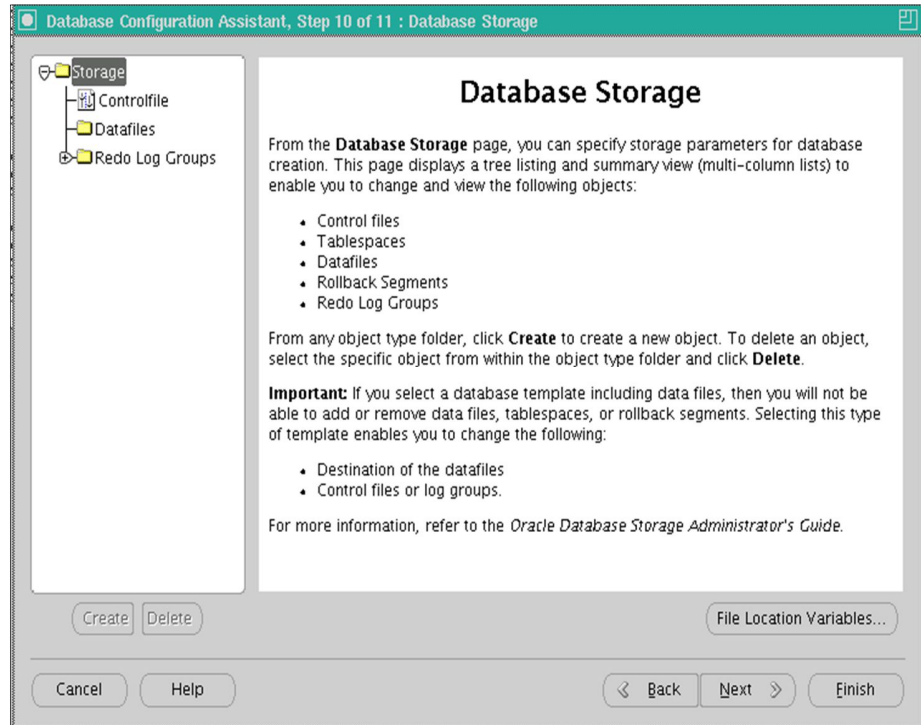 Database Configuration Assistant, Step 10 of 11 : Database Storage
Storage
Controlfile
Datafiles
Redo Log Groups
Database Storage
From the Database Storage page, you can specify storage parameters for database
creation. This page displays a tree listing and summary view (multi-column lists) to
enable you to change and view the following objects:
• Control files
• Tablespaces
• Datafiles
• Rollback Segments
• Redo Log Groups
From any object type folder, click Create to create a new object. To delete an object,
select the specific object from within the object type folder and click Delete.
Important: If you select a database template including data files, then you will not be
able to add or remove data files, tablespaces, or rollback segments. Selecting this type
of template enables you to change the following:
• Destination of the datafiles
• Control files or log groups.
For more information, refer to the Oracle Database Storage Administrator's Guide.
Create Delete
File Location Variables...
Cancel Help
Back Next Finish